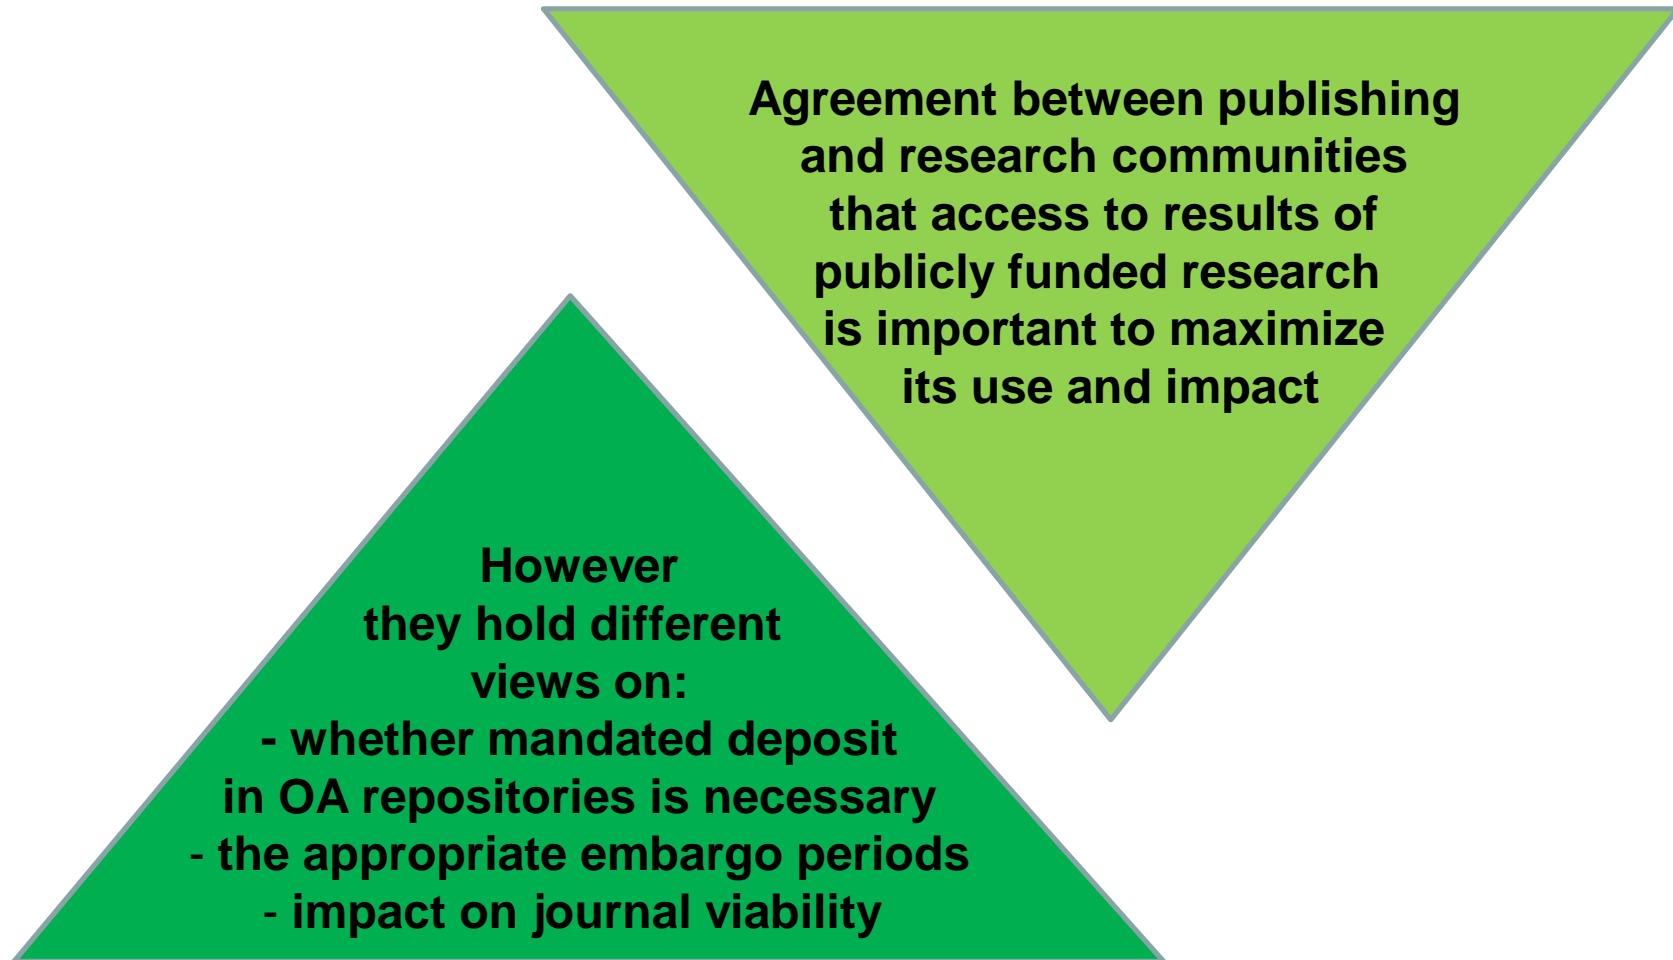 Agreement between publishing
and research communities
that access to results of
publicly funded research
is important to maximize
its use and impact
However
they hold different
views on:
- whether mandated deposit
in OA repositories is necessary
- the appropriate embargo periods
- impact on journal viability